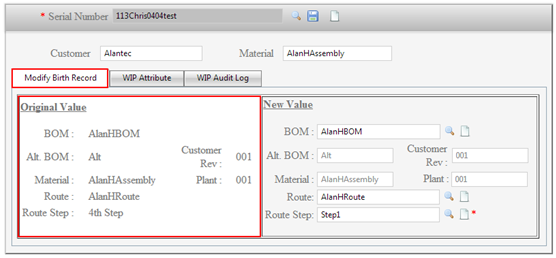 * Serial Number 113Chris0404test
Customer Alantec Material AlanHAssembly
Modify Birth Record WIP Attribute WIP Audit Log
Original Value
BOM : AlanHBOM
Alt. BOM : Alt Customer Rev : 001
Material : AlanHAssembly Plant : 001
Route : AlanHRoute
Route Step : 4th Step
New Value
BOM : AlanHBOM
Alt. BOM : Alt Customer Rev : 001
Material : AlanHAssembly Plant : 001
Route: AlanHRoute
Route Step: Step1 *